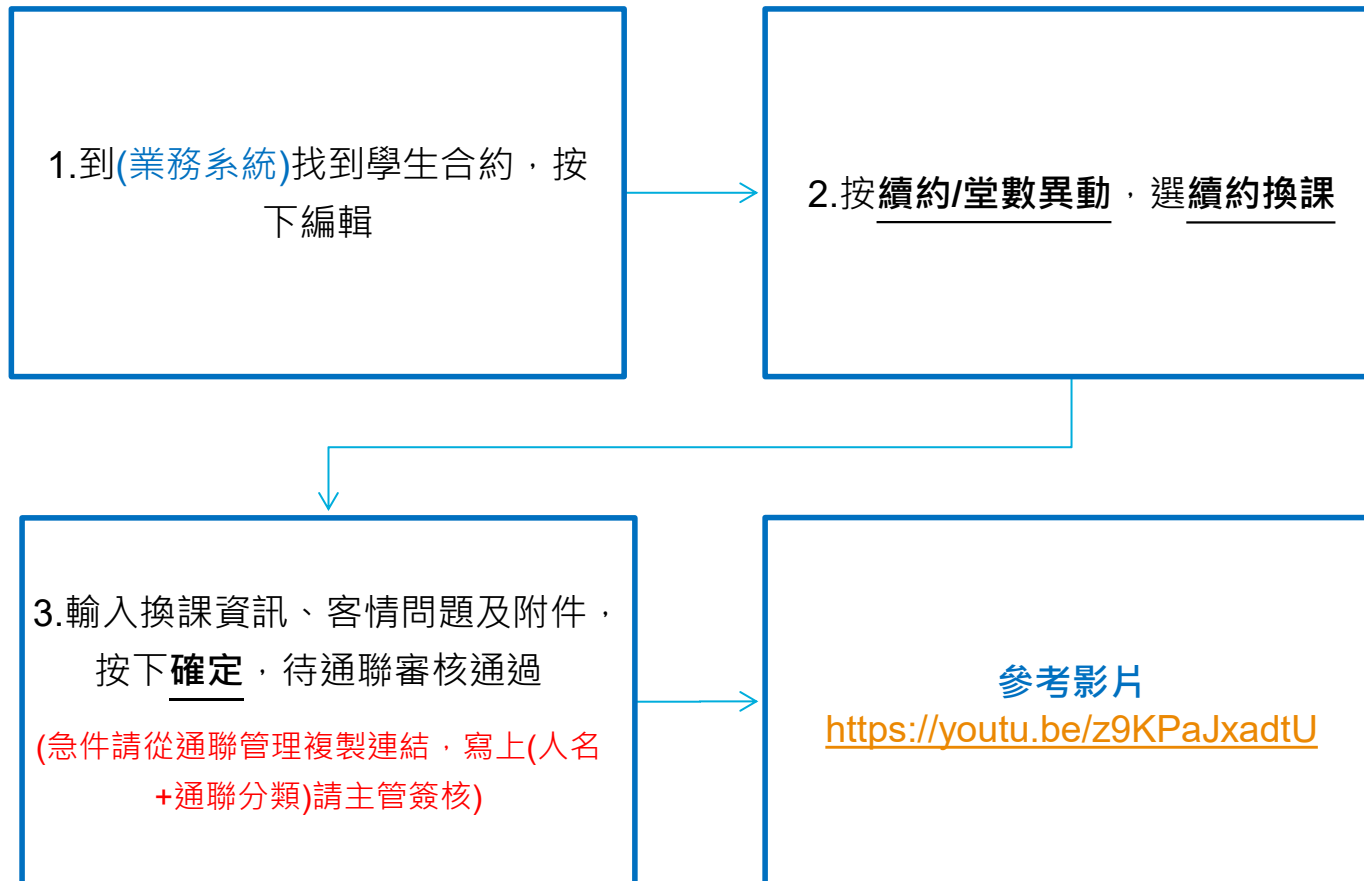 1.到(業務系統)找到學生合約，按
下編輯
2.按續約/堂數異動，選續約換課
3.輸入換課資訊、客情問題及附件，
按下確定，待通聯審核通過
(急件請從通聯管理複製連結，寫上(人名
+通聯分類)請主管簽核)
參考影片
https://youtu.be/z9KPaJxadtU